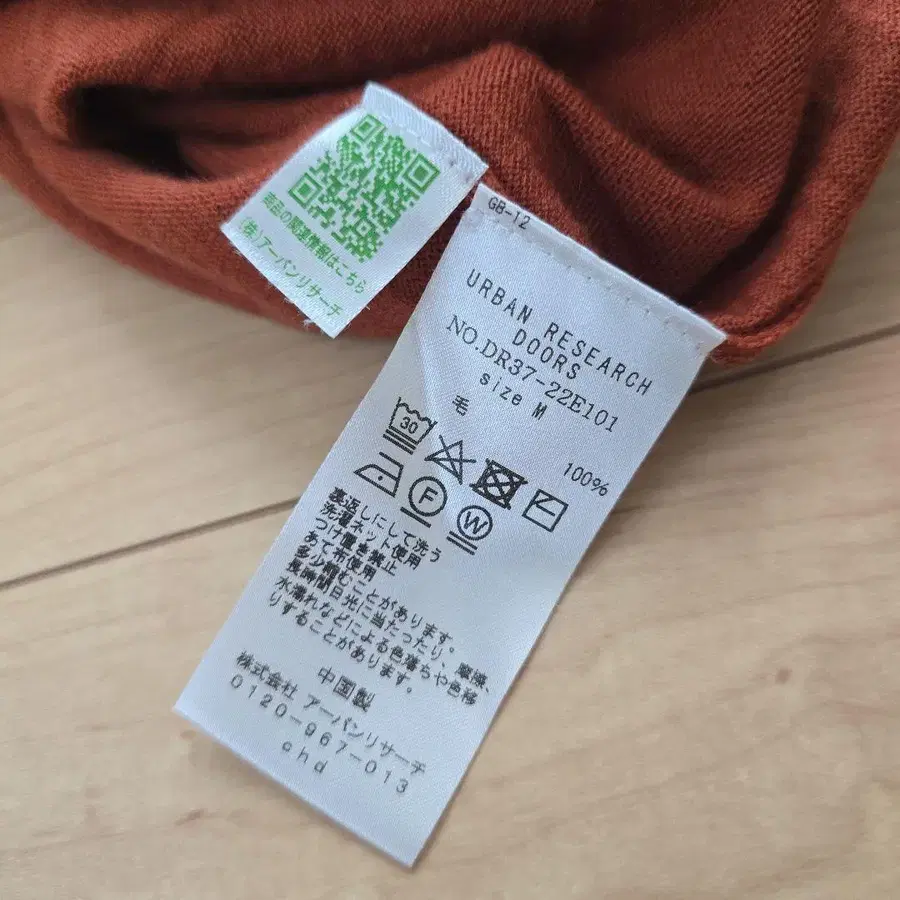 商品の関連情報はこちら
(株)アーバンリサーチ
GB-12
URBAN RESEARCH
DOORS
NO.DR37-22E101
size M
毛 100%
30
F
W
裏返しにして洗う
洗濯ネット使用
つけ置き禁止
あて布使用
多少縮むことがあります。
長時間日光に当たったり、摩擦、
水濡れなどによる色落ちや色移
りすることがあります。
中国製
株式会社 アーバンリサーチ
0120-967-013
chd